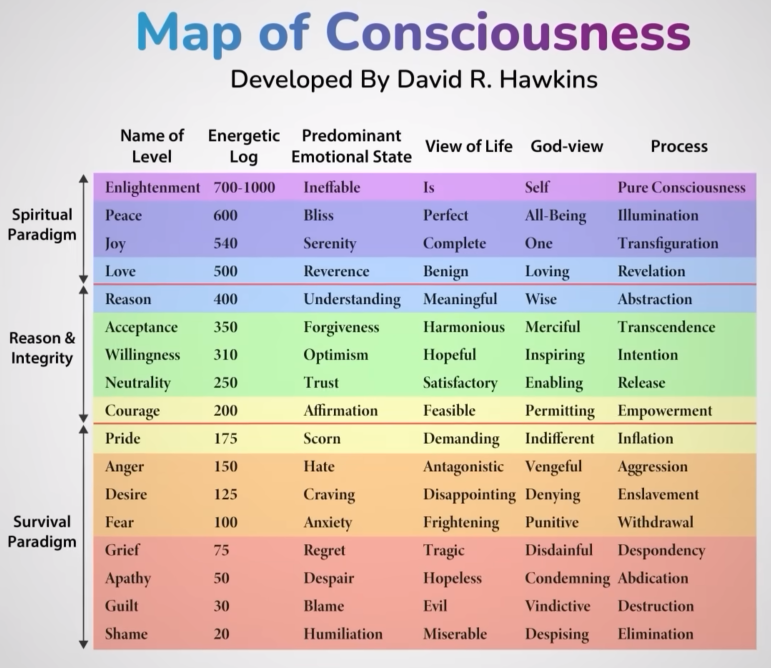 Map of Consciousness
Developed By David R. Hawkins
Name of Level Energetic Log Predominant Emotional State View of Life God-view Process
Spiritual Paradigm
Enlightenment 700-1000 Ineffable Is Self Pure Consciousness
Peace 600 Bliss Perfect All-Being Illumination
Joy 540 Serenity Complete One Transfiguration
Love 500 Reverence Benign Loving Revelation
Reason & Integrity
Reason 400 Understanding Meaningful Wise Abstraction
Acceptance 350 Forgiveness Harmonious Merciful Transcendence
Willingness 310 Optimism Hopeful Inspiring Intention
Neutrality 250 Trust Satisfactory Enabling Release
Courage 200 Affirmation Feasible Permitting Empowerment
Survival Paradigm
Pride 175 Scorn Demanding Indifferent Inflation
Anger 150 Hate Antagonistic Vengeful Aggression
Desire 125 Craving Disappointing Denying Enslavement
Fear 100 Anxiety Frightening Punitive Withdrawal
Grief 75 Regret Tragic Disdainful Despondency
Apathy 50 Despair Hopeless Condemning Abdication
Guilt 30 Blame Evil Vindictive Destruction
Shame 20 Humiliation Miserable Despising Elimination